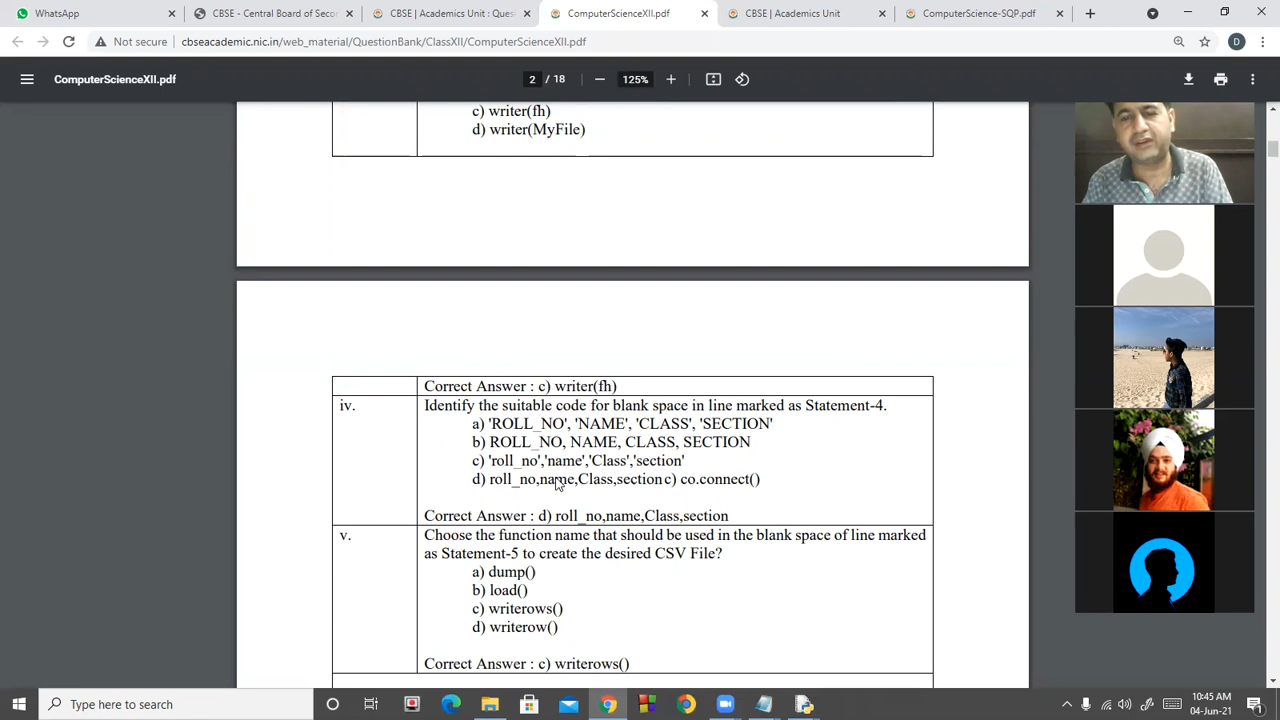 WhatsApp
CBSE - Central Board of Seco
CBSE | Academics Unit : Quest
ComputerScienceXII.pdf
CBSE | Academics Unit
ComputerScience-SQP.pdf
Not secure
cbseacademic.nic.in/web_material/QuestionBank/ClassXII/ComputerScienceXII.pdf
D
ComputerScienceXII.pdf
2 / 18
125%
c) writer(fh)
d) writer(MyFile)
Correct Answer : c) writer(fh)
iv.
Identify the suitable code for blank space in line marked as Statement-4.
a) 'ROLL_NO', 'NAME', 'CLASS', 'SECTION'
b) ROLL_NO, NAME, CLASS, SECTION
c) 'roll_no','name','Class','section'
d) roll_no,name,Class,sectionc) co.connect()
Correct Answer : d) roll_no,name,Class,section
v.
Choose the function name that should be used in the blank space of line marked
as Statement-5 to create the desired CSV File?
a) dump()
b) load()
c) writerows()
d) writerow()
Correct Answer : c) writerows()
Type here to search
ENG
10:45 AM
04-Jun-21